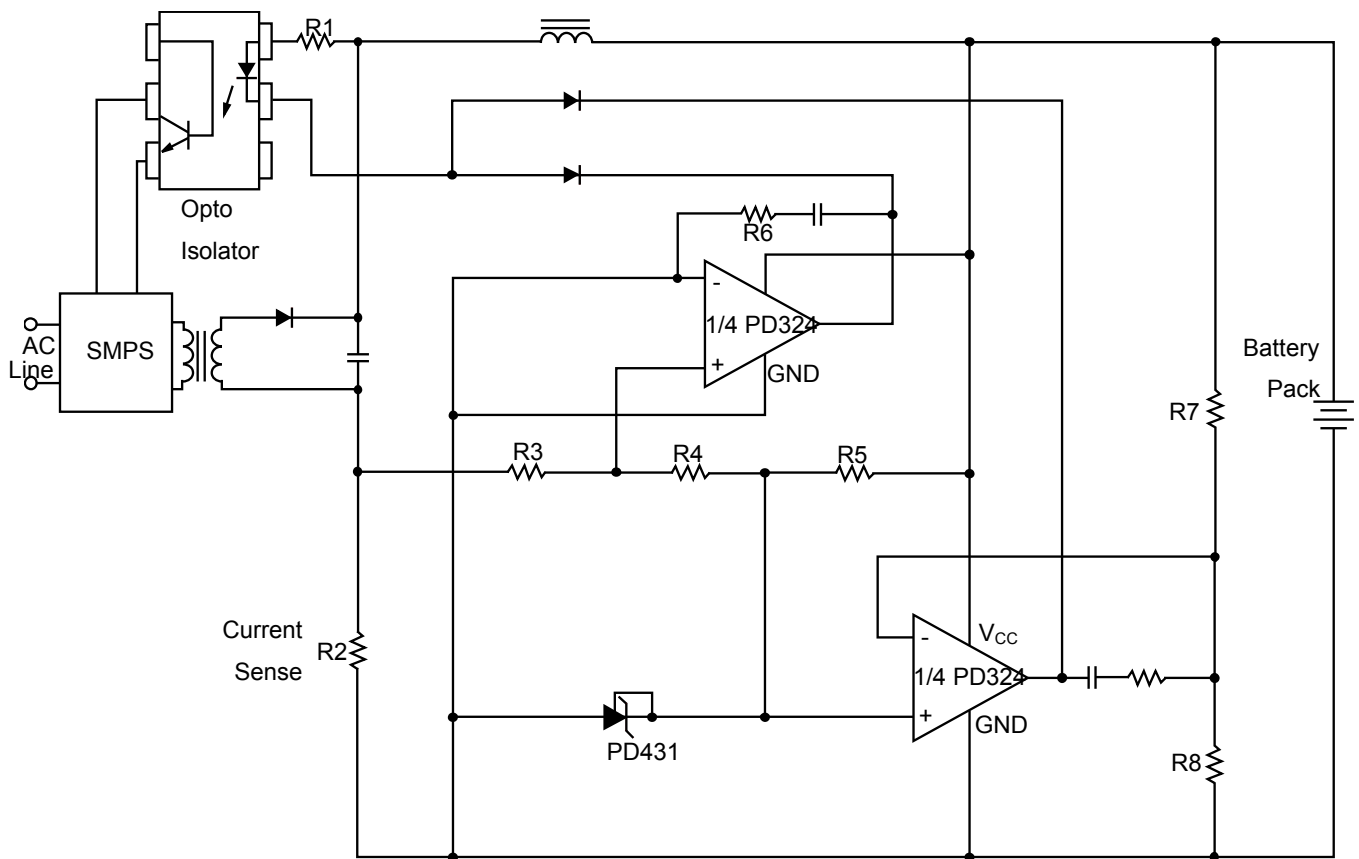 R1
Opto
Isolator
R6
-
1/4 PD324
+
GND
AC
Line
SMPS
Battery
Pack
R7
R3
R4
R5
Current
Sense
R2
-
VCC
1/4 PD324
+
GND
PD431
R8